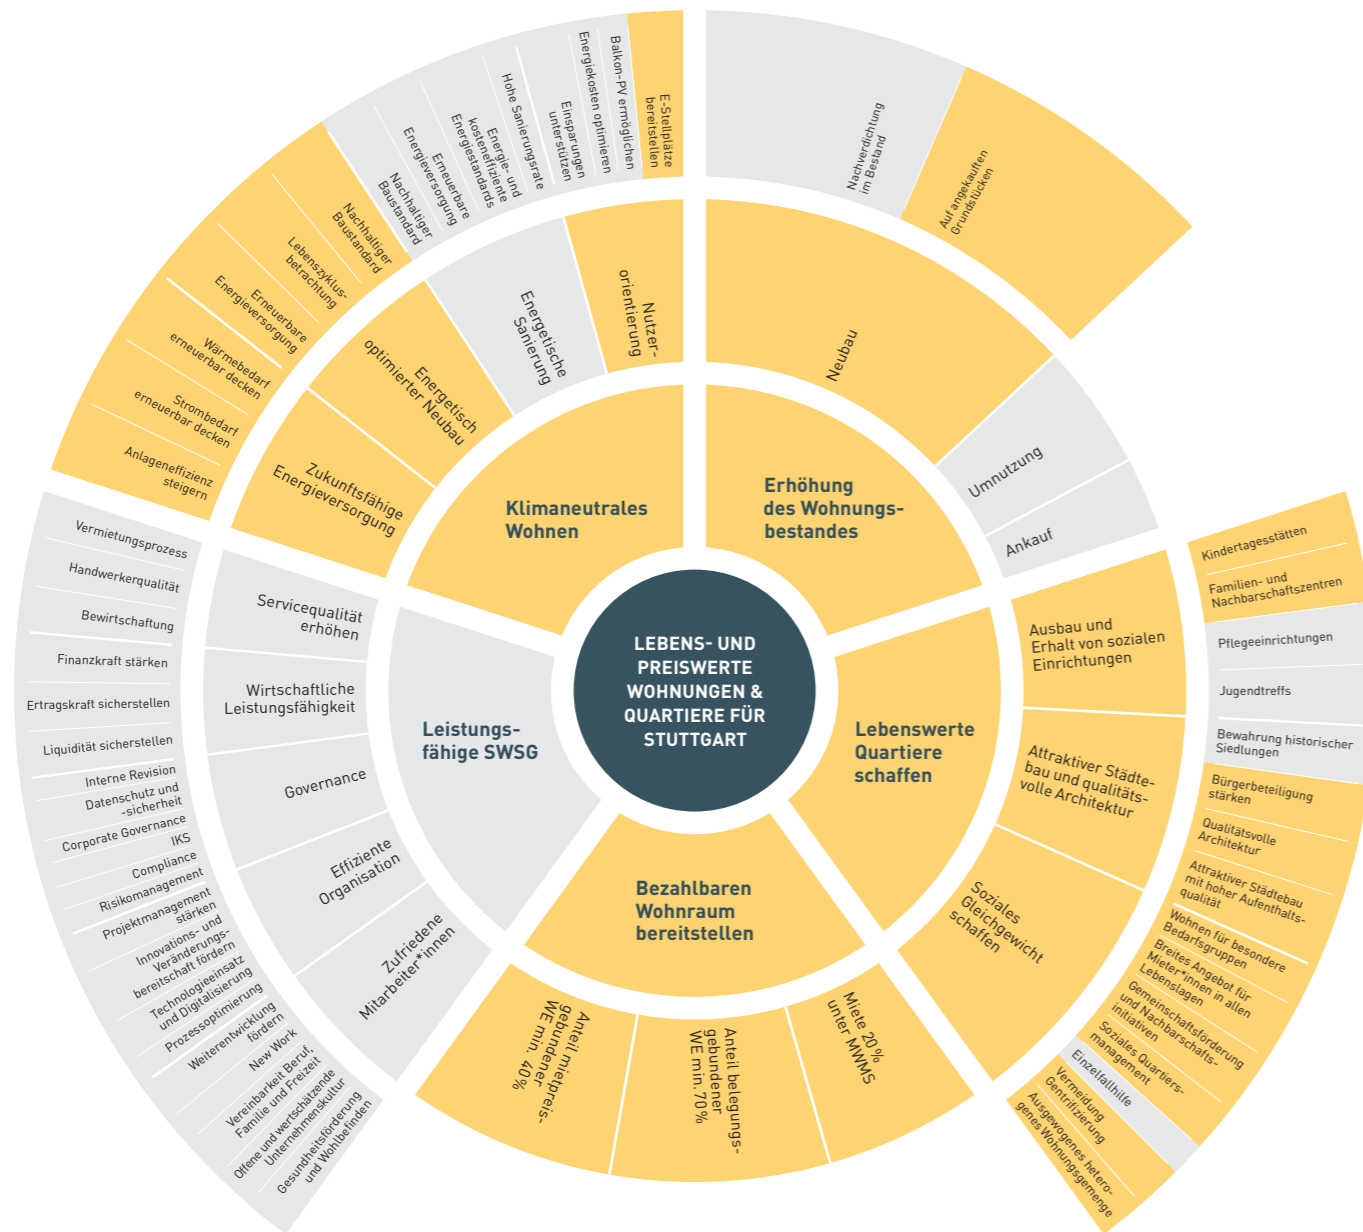 LEBENS- UND
PREISWERTE
WOHNUNGEN &
QUARTIERE FÜR
STUTTGART
Klimaneutrales
Wohnen
Zukunftsfähige
Energieversorgung
Anlageneffizienz
steigern
Strombedarf
erneuerbar decken
Wärmebedarf
erneuerbar decken
Energetisch
optimierter Neubau
Erneuerbare
Energieversorgung
Lebenszyklus-
betrachtung
Nachhaltiger
Baustandard
Energetische
Sanierung
Nachhaltiger
Baustandard
Erneuerbare
Energieversorgung
Energie- und
kosteneffiziente
Energiestandards
Hohe Sanierungsrate
Nutzer-
orientierung
Einsparungen
unterstützen
Energiekosten optimieren
Balkon-PV ermöglichen
E-Stellplätze
bereitstellen
Erhöhung
des Wohnungs-
bestandes
Neubau
Nachverdichtung
im Bestand
Auf angekauften
Grundstücken
Umnutzung
Ankauf
Lebenswerte
Quartiere
schaffen
Ausbau und
Erhalt von sozialen
Einrichtungen
Kindertagesstätten
Familien- und
Nachbarschaftszentren
Pflegeeinrichtungen
Jugendtreffs
Attraktiver Städte-
bau und qualitäts-
volle Architektur
Bewahrung historischer
Siedlungen
Bürgerbeteiligung
stärken
Qualitätsvolle
Architektur
Attraktiver Städtebau
mit hoher Aufenthalts-
qualität
Soziales
Gleichgewicht
schaffen
Wohnen für besondere
Bedarfsgruppen
Breites Angebot für
Mieter*innen in allen
Lebenslagen
Gemeinschaftsförderung
und Nachbarschafts-
initiativen
Soziales Quartiers-
management
Einzelfallhilfe
Vermeidung
Gentrifizierung
Ausgewogenes hetero-
genes Wohnungsgemenge
Bezahlbaren
Wohnraum
bereitstellen
Miete 20 %
unter MWMS
Anteil belegungs-
gebundener
WE min. 70 %
Anteil mietpreis-
gebundener
WE min. 40 %
Leistungs-
fähige SWSG
Servicequalität
erhöhen
Vermietungsprozess
Handwerkerqualität
Bewirtschaftung
Wirtschaftliche
Leistungsfähigkeit
Finanzkraft stärken
Ertragskraft sicherstellen
Liquidität sicherstellen
Governance
Interne Revision
Datenschutz und
-sicherheit
Corporate Governance
IKS
Compliance
Risikomanagement
Effiziente
Organisation
Projektmanagement
stärken
Innovations- und
Veränderungs-
bereitschaft fördern
Technologieeinsatz
und Digitalisierung
Prozessoptimierung
Zufriedene
Mitarbeiter*innen
Weiterentwicklung
fördern
New Work
Vereinbarkeit Beruf,
Familie und Freizeit
Offene und wertschätzende
Unternehmenskultur
Gesundheitsförderung
und Wohlbefinden